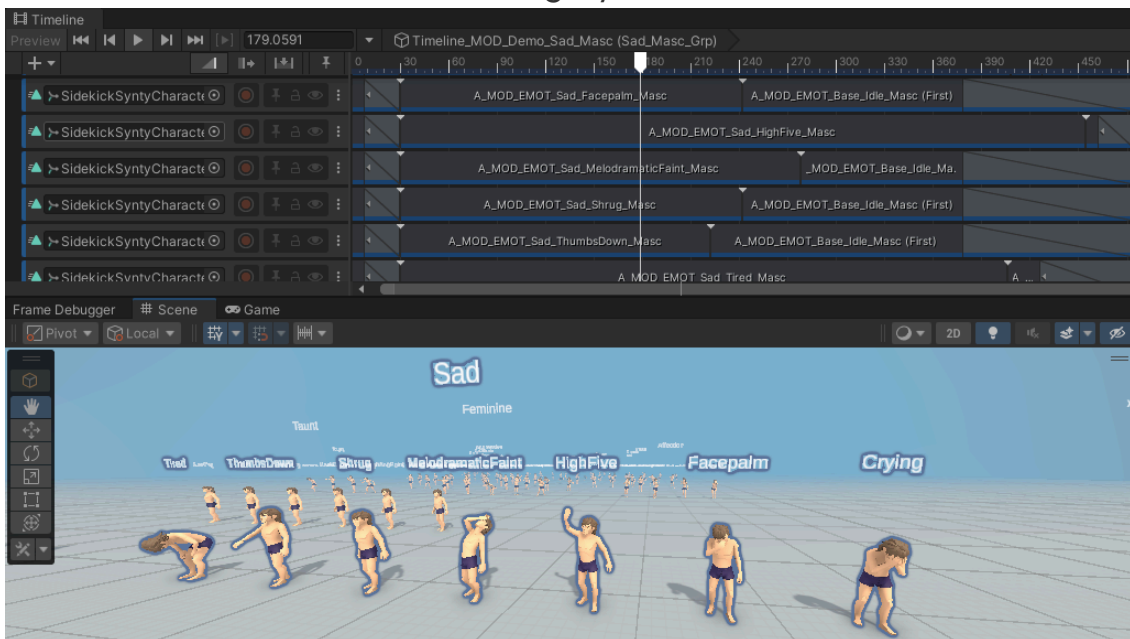 Timeline
Preview 179.0591 Timeline_MOD_Demo_Sad_Masc (Sad_Masc_Grp)
0 30 60 90 120 150 180 210 240 270 300 330 360 390 420 450
SidekickSyntyCharacte A_MOD_EMOT_Sad_Facepalm_Masc A_MOD_EMOT_Base_Idle_Masc (First)
SidekickSyntyCharacte A_MOD_EMOT_Sad_HighFive_Masc
SidekickSyntyCharacte A_MOD_EMOT_Sad_MelodramaticFaint_Masc _MOD_EMOT_Base_Idle_Ma.
SidekickSyntyCharacte A_MOD_EMOT_Sad_Shrug_Masc A_MOD_EMOT_Base_Idle_Masc (First)
SidekickSyntyCharacte A_MOD_EMOT_Sad_ThumbsDown_Masc A_MOD_EMOT_Base_Idle_Masc (First)
SidekickSyntyCharacte A_MOD_EMOT_Sad_Tired_Masc A ...
Frame Debugger Scene Game
Pivot Local 2D
Sad
Feminine
Taunt
Tired ThumbsDown Shrug MelodramaticFaint HighFive Facepalm Crying